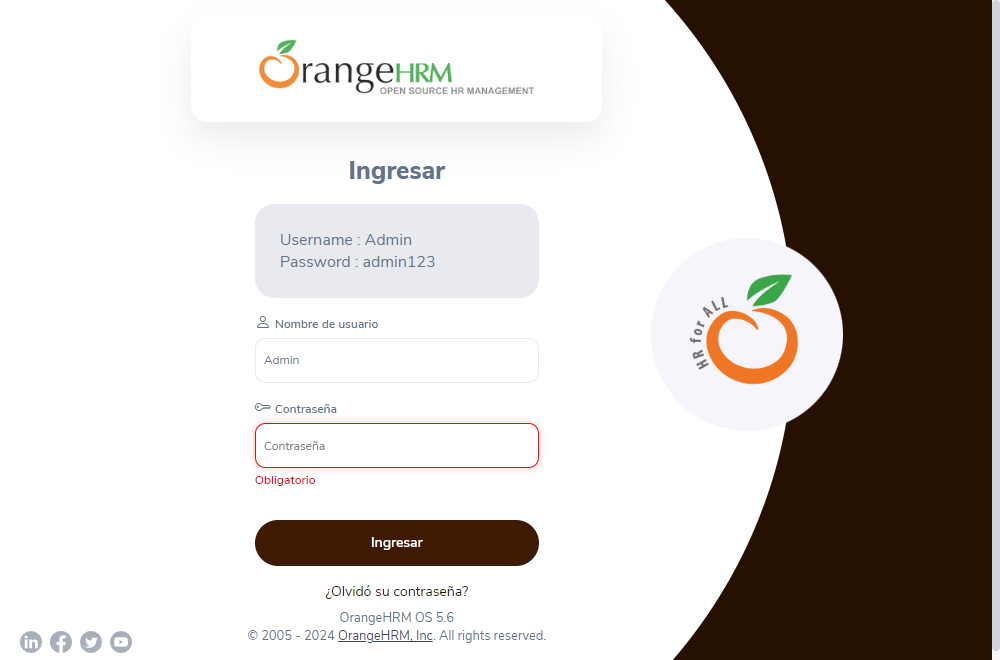 OrangeHRM
OPEN SOURCE HR MANAGEMENT
Ingresar
Username : Admin
Password : admin123
Nombre de usuario
Admin
Contraseña
Contraseña
Obligatorio
Ingresar
¿Olvidó su contraseña?
OrangeHRM OS 5.6
© 2005 - 2024 OrangeHRM, Inc. All rights reserved.
HR for ALL